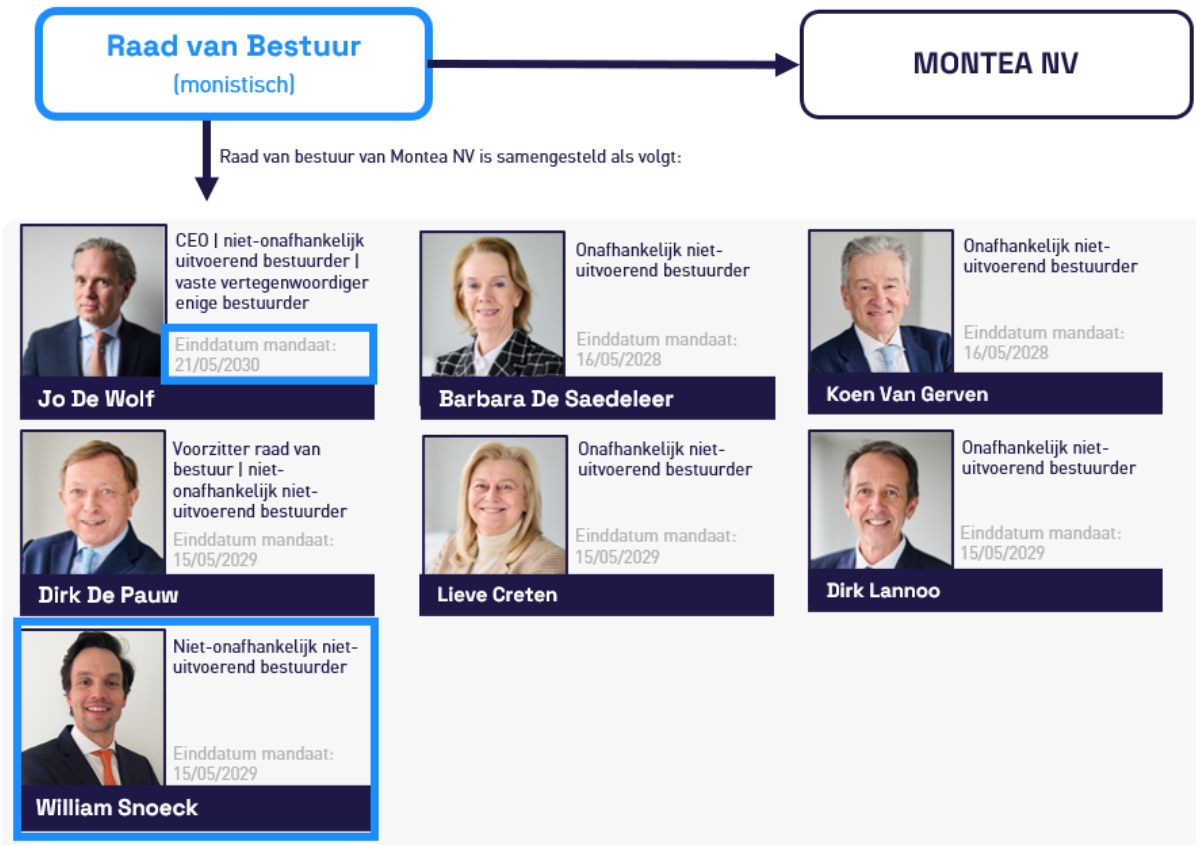 Raad van Bestuur
(monistisch)
MONTEA NV
Raad van bestuur van Montea NV is samengesteld als volgt:
CEO | niet-onafhankelijk
uitvoerend bestuurder |
vaste vertegenwoordiger
enige bestuurder
Einddatum mandaat:
21/05/2030
Jo De Wolf
Onafhankelijk niet-
uitvoerend bestuurder
Einddatum mandaat:
16/05/2028
Barbara De Saedeleer
Onafhankelijk niet-
uitvoerend bestuurder
Einddatum mandaat:
16/05/2028
Koen Van Gerven
Voorzitter raad van
bestuur | niet-
onafhankelijk niet-
uitvoerend bestuurder
Einddatum mandaat:
15/05/2029
Dirk De Pauw
Onafhankelijk niet-
uitvoerend bestuurder
Einddatum mandaat:
15/05/2029
Lieve Creten
Onafhankelijk niet-
uitvoerend bestuurder
Einddatum mandaat:
15/05/2029
Dirk Lannoo
Niet-onafhankelijk niet-
uitvoerend bestuurder
Einddatum mandaat:
15/05/2029
William Snoeck